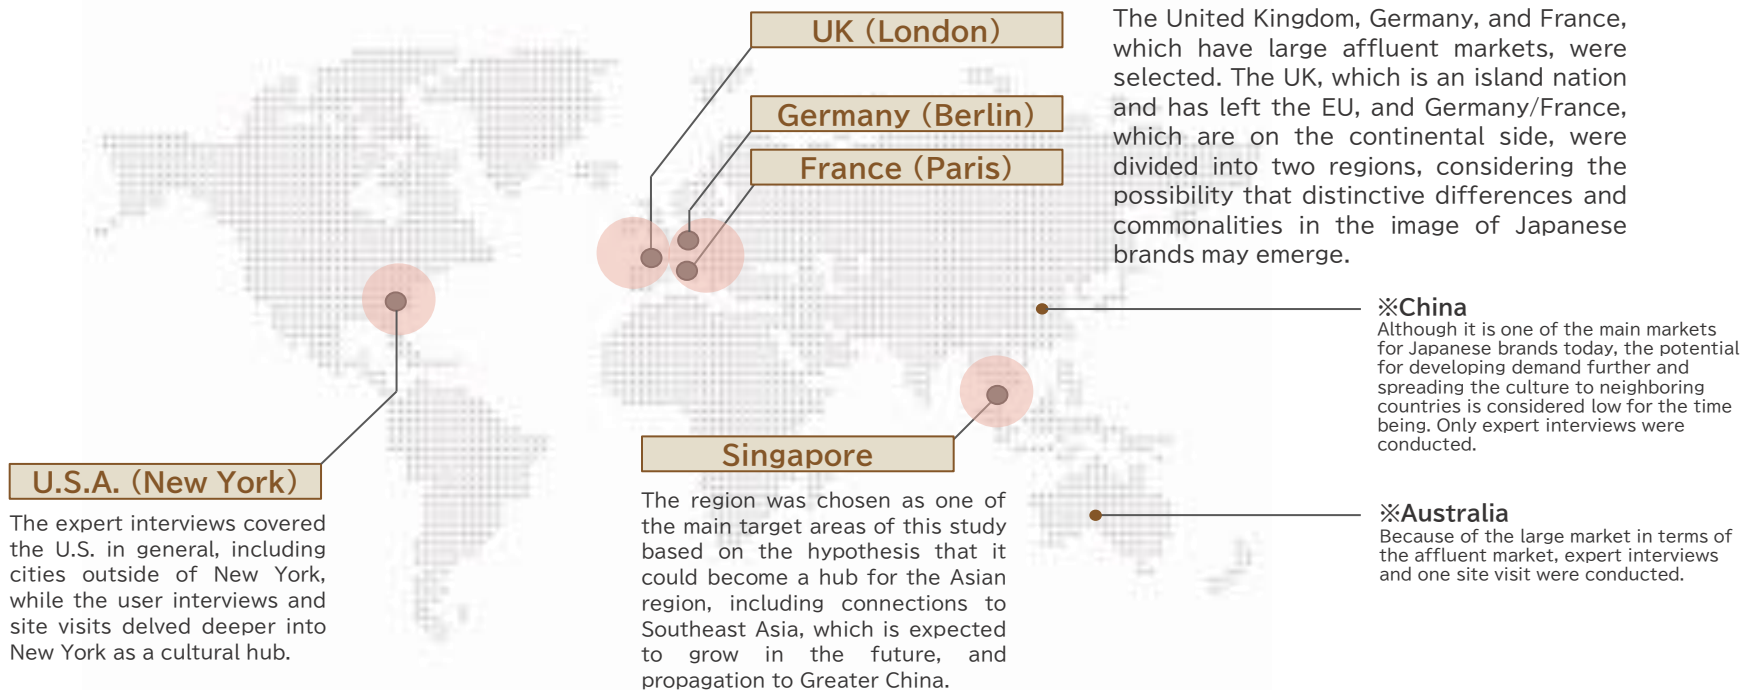 UK (London)
Germany (Berlin)
France (Paris)
The United Kingdom, Germany, and France,
which have large affluent markets, were
selected. The UK, which is an island nation
and has left the EU, and Germany/France,
which are on the continental side, were
divided into two regions, considering the
possibility that distinctive differences and
commonalities in the image of Japanese
brands may emerge.
※China
Although it is one of the main markets
for Japanese brands today, the potential
for developing demand further and
spreading the culture to neighboring
countries is considered low for the time
being. Only expert interviews were
conducted.
※Australia
Because of the large market in terms of
the affluent market, expert interviews
and one site visit were conducted.
Singapore
The region was chosen as one of
the main target areas of this study
based on the hypothesis that it
could become a hub for the Asian
region, including connections to
Southeast Asia, which is expected
to grow in the future, and
propagation to Greater China.
U.S.A. (New York)
The expert interviews covered
the U.S. in general, including
cities outside of New York,
while the user interviews and
site visits delved deeper into
New York as a cultural hub.